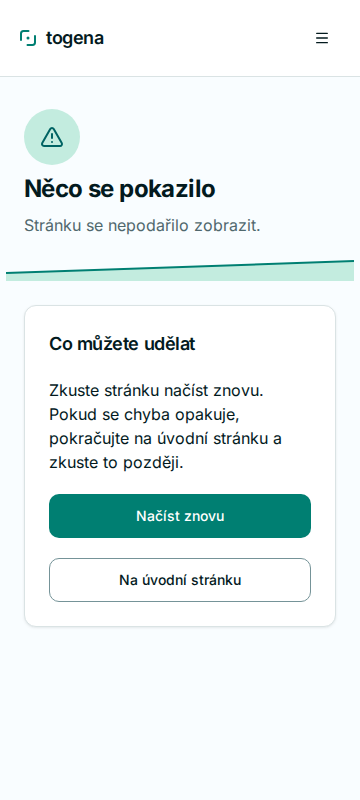 togena
Něco se pokazilo
Stránku se nepodařilo zobrazit.
Co můžete udělat
Zkuste stránku načíst znovu.
Pokud se chyba opakuje,
pokračujte na úvodní stránku a
zkuste to později.
Načíst znovu
Na úvodní stránku